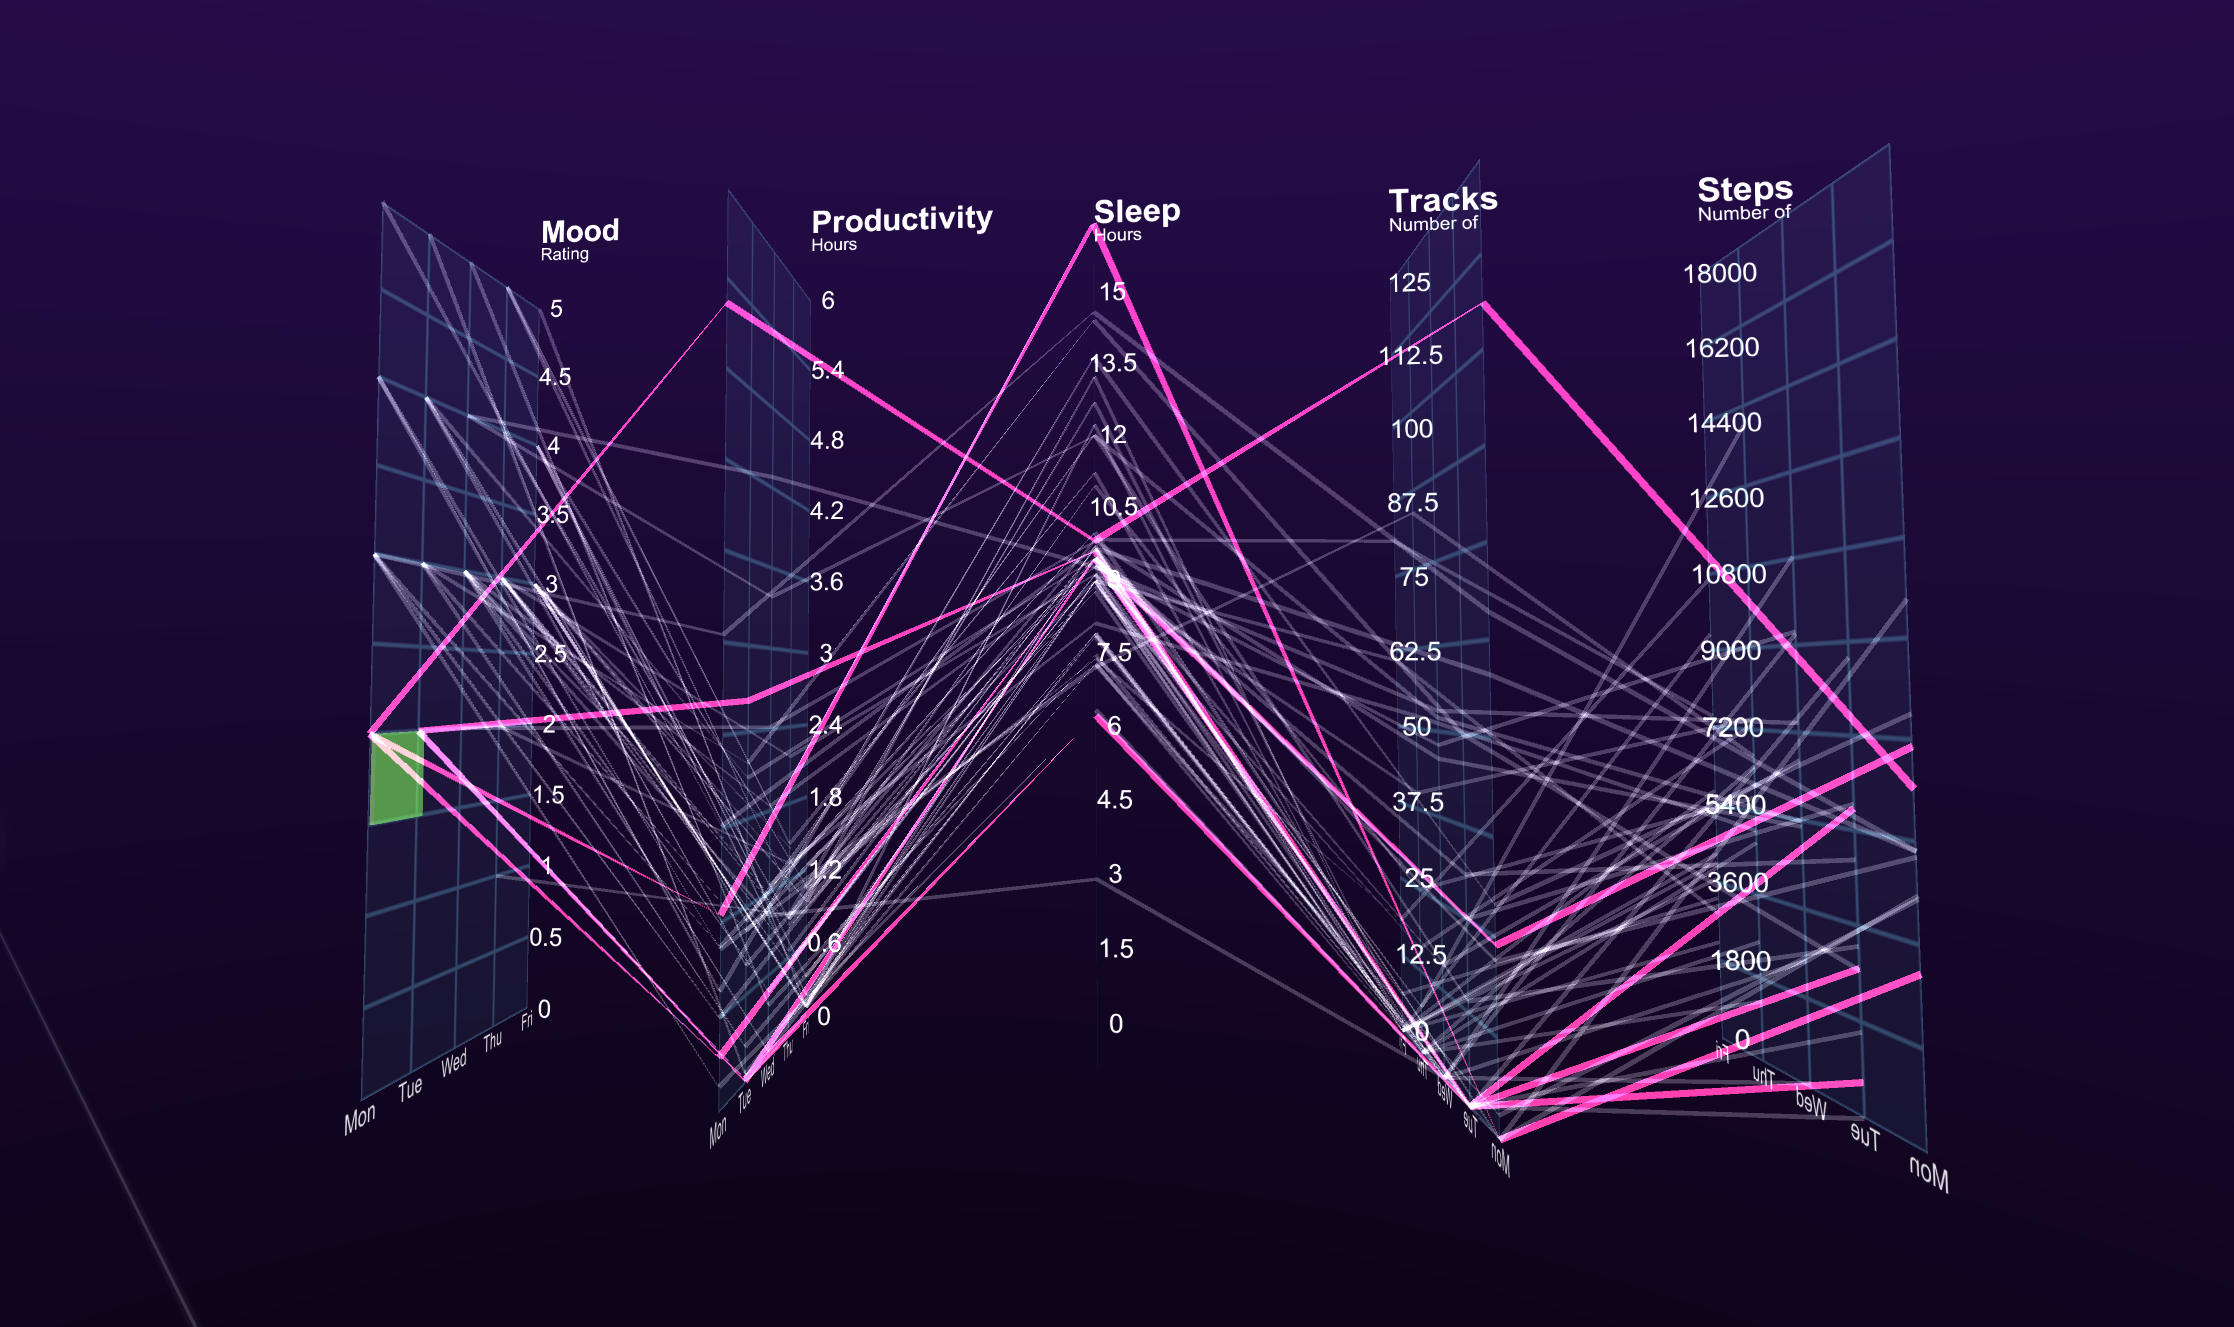 Mood
Rating
5
4.5
4
3.5
3
2.5
2
1.5
1
0.5
0
Mon
Tue
Wed
Thu
Fri
Productivity
Hours
6
5.4
4.8
4.2
3.6
3
2.4
1.8
1.2
0.6
0
Mon
Tue
Wed
Thu
Fri
Sleep
Hours
15
13.5
12
10.5
9
7.5
6
4.5
3
1.5
0
Tracks
Number of
125
112.5
100
87.5
75
62.5
50
37.5
25
12.5
0
Fri
Thu
Wed
Tue
Mon
Steps
Number of
18000
16200
14400
12600
10800
9000
7200
5400
3600
1800
0
Fri
Thu
Wed
Tue
Mon